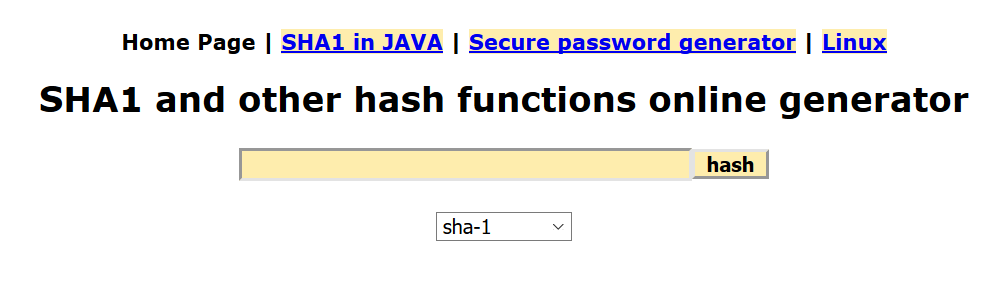 Home Page | SHA1 in JAVA | Secure password generator | Linux
SHA1 and other hash functions online generator
hash
sha-1